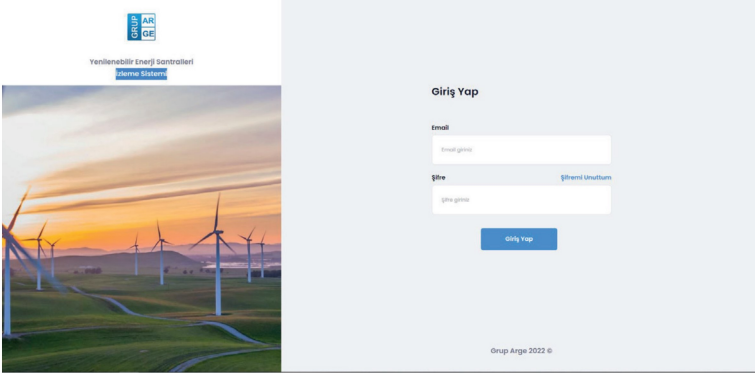 GRUP
AR
GE
Yenilenebilir Enerji Santralleri
İzleme Sistemi
Giriş Yap
Email
Email giriniz
Şifre
Şifremi Unuttum
Şifre giriniz
Giriş Yap
Grup Arge 2022 ©